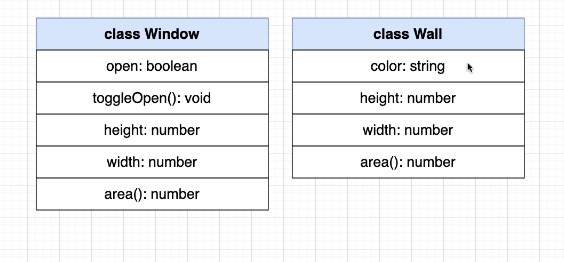 class Window
open: boolean
toggleOpen(): void
height: number
width: number
area(): number
class Wall
color: string
height: number
width: number
area(): number